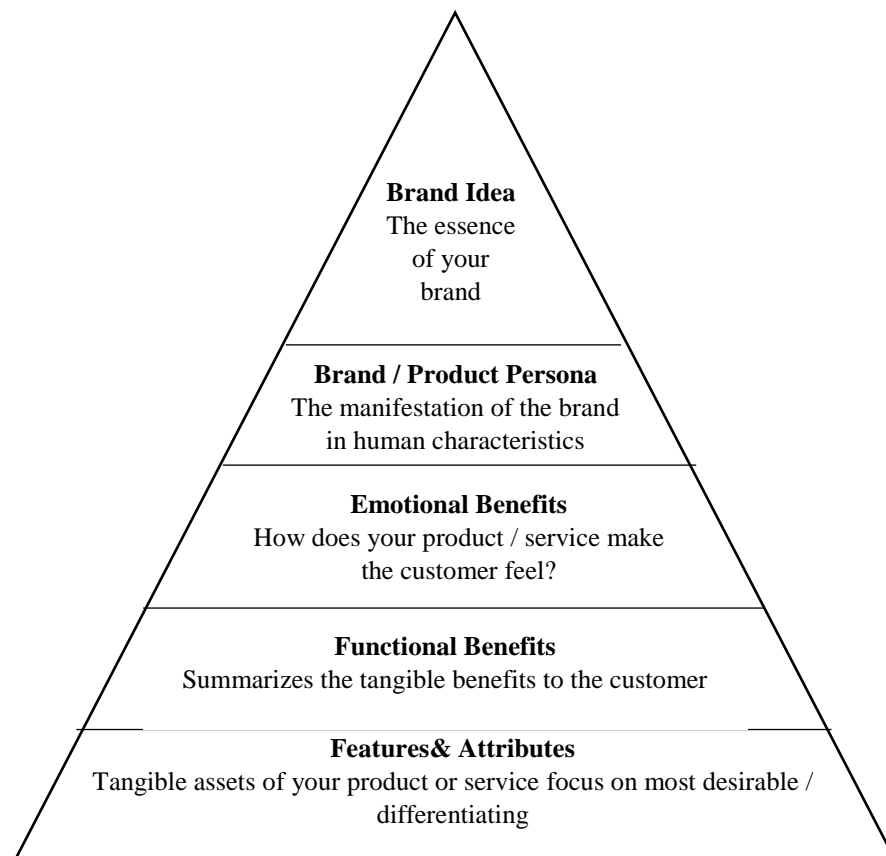 Brand Idea
The essence
of your
brand
Brand / Product Persona
The manifestation of the brand
in human characteristics
Emotional Benefits
How does your product / service make
the customer feel?
Functional Benefits
Summarizes the tangible benefits to the customer
Features& Attributes
Tangible assets of your product or service focus on most desirable /
differentiating